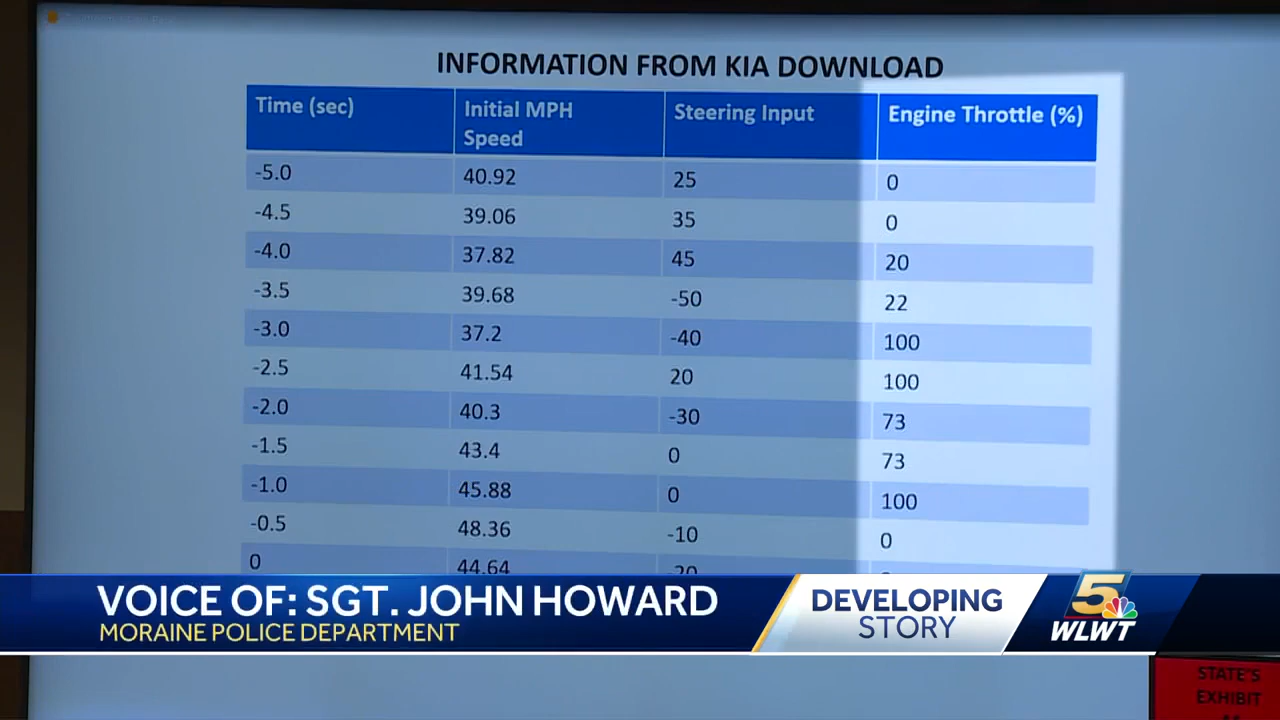 INFORMATION FROM KIA DOWNLOAD
Time (sec) Initial MPH Speed Steering Input Engine Throttle (%)
-5.0 40.92 25 0
-4.5 39.06 35 0
-4.0 37.82 45 20
-3.5 39.68 -50 22
-3.0 37.2 -40 100
-2.5 41.54 20 100
-2.0 40.3 -30 73
-1.5 43.4 0 73
-1.0 45.88 0 100
-0.5 48.36 -10 0
0 44.64 -20
VOICE OF: SGT. JOHN HOWARD
MORAINE POLICE DEPARTMENT
DEVELOPING
STORY
5
WLWT
STATE'S
EXHIBIT